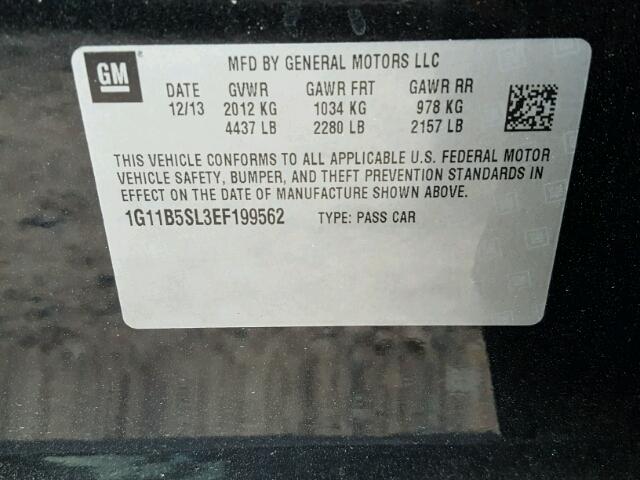 GM
MFD BY GENERAL MOTORS LLC
DATE GVWR GAWR FRT GAWR RR
12/13 2012 KG 1034 KG 978 KG
4437 LB 2280 LB 2157 LB
THIS VEHICLE CONFORMS TO ALL APPLICABLE U.S. FEDERAL MOTOR
VEHICLE SAFETY, BUMPER, AND THEFT PREVENTION STANDARDS IN
EFFECT ON THE DATE OF MANUFACTURE SHOWN ABOVE.
1G11B5SL3EF199562 TYPE: PASS CAR